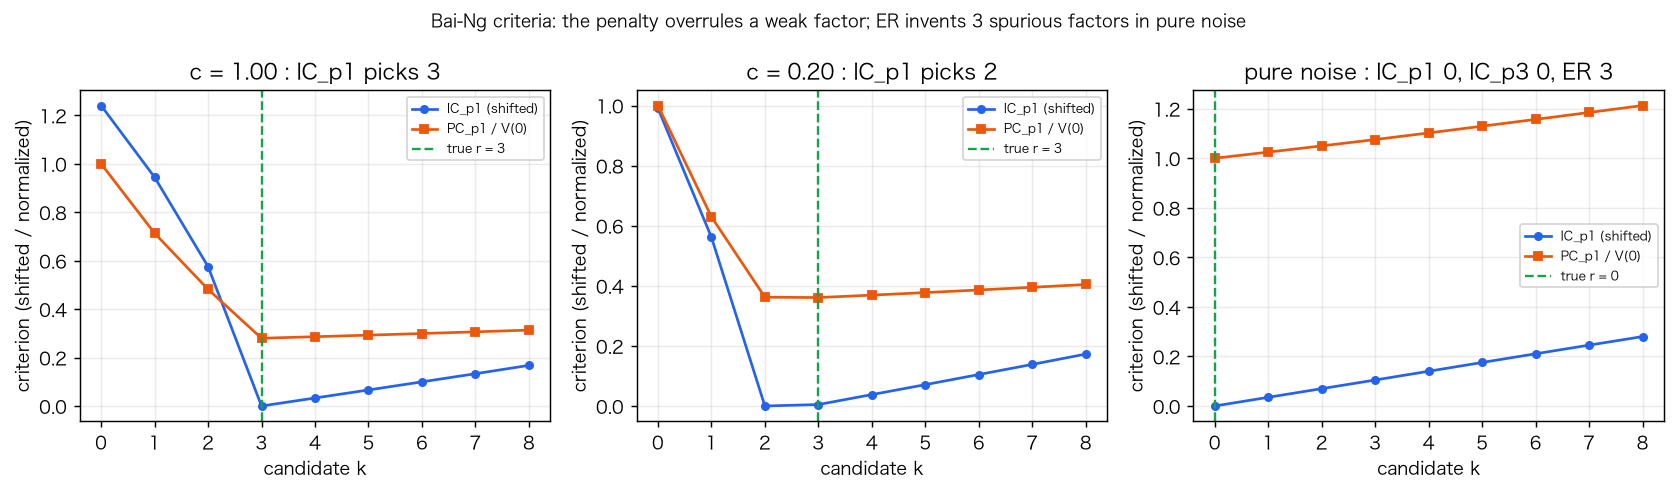 Bai-Ng criteria: the penalty overrules a weak factor; ER invents 3 spurious factors in pure noise
c = 1.00 : IC_p1 picks 3
criterion (shifted / normalized)
1.2
1.0
0.8
0.6
0.4
0.2
0.0
IC_p1 (shifted)
PC_p1 / V(0)
true r = 3
0 1 2 3 4 5 6 7 8
candidate k
c = 0.20 : IC_p1 picks 2
criterion (shifted / normalized)
1.0
0.8
0.6
0.4
0.2
0.0
IC_p1 (shifted)
PC_p1 / V(0)
true r = 3
0 1 2 3 4 5 6 7 8
candidate k
pure noise : IC_p1 0, IC_p3 0, ER 3
criterion (shifted / normalized)
1.2
1.0
0.8
0.6
0.4
0.2
0.0
IC_p1 (shifted)
PC_p1 / V(0)
true r = 0
0 1 2 3 4 5 6 7 8
candidate k